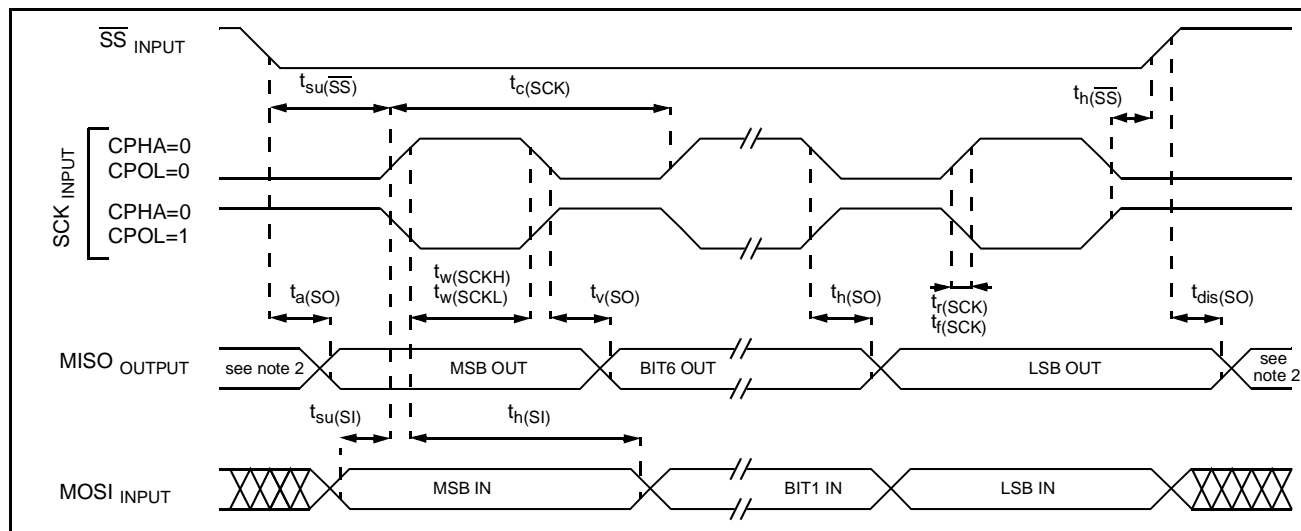 SS INPUT
tsu(SS)
tc(SCK)
th(SS)
SCK INPUT
CPHA=0
CPOL=0
CPHA=0
CPOL=1
ta(SO)
tw(SCKH)
tw(SCKL)
tv(SO)
th(SO)
tr(SCK)
tf(SCK)
tdis(SO)
MISO OUTPUT
see note 2
MSB OUT
BIT6 OUT
LSB OUT
see
note 2
tsu(SI)
th(SI)
MOSI INPUT
MSB IN
BIT1 IN
LSB IN